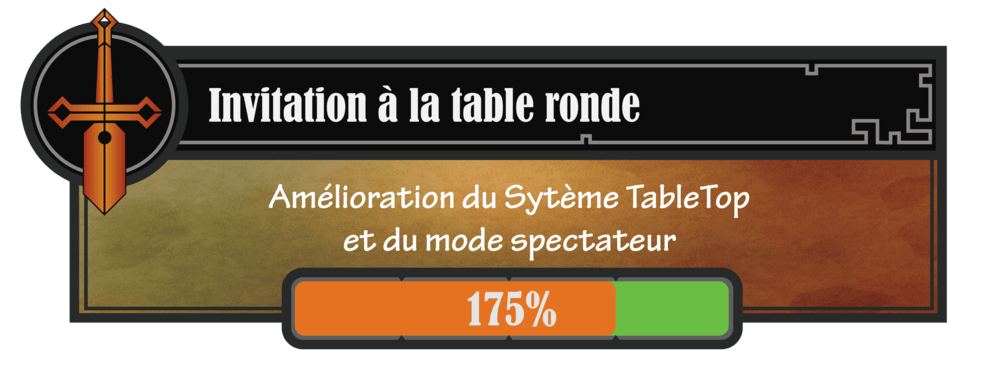 Invitation à la table ronde
Amélioration du Sytème TableTop
et du mode spectateur
175%